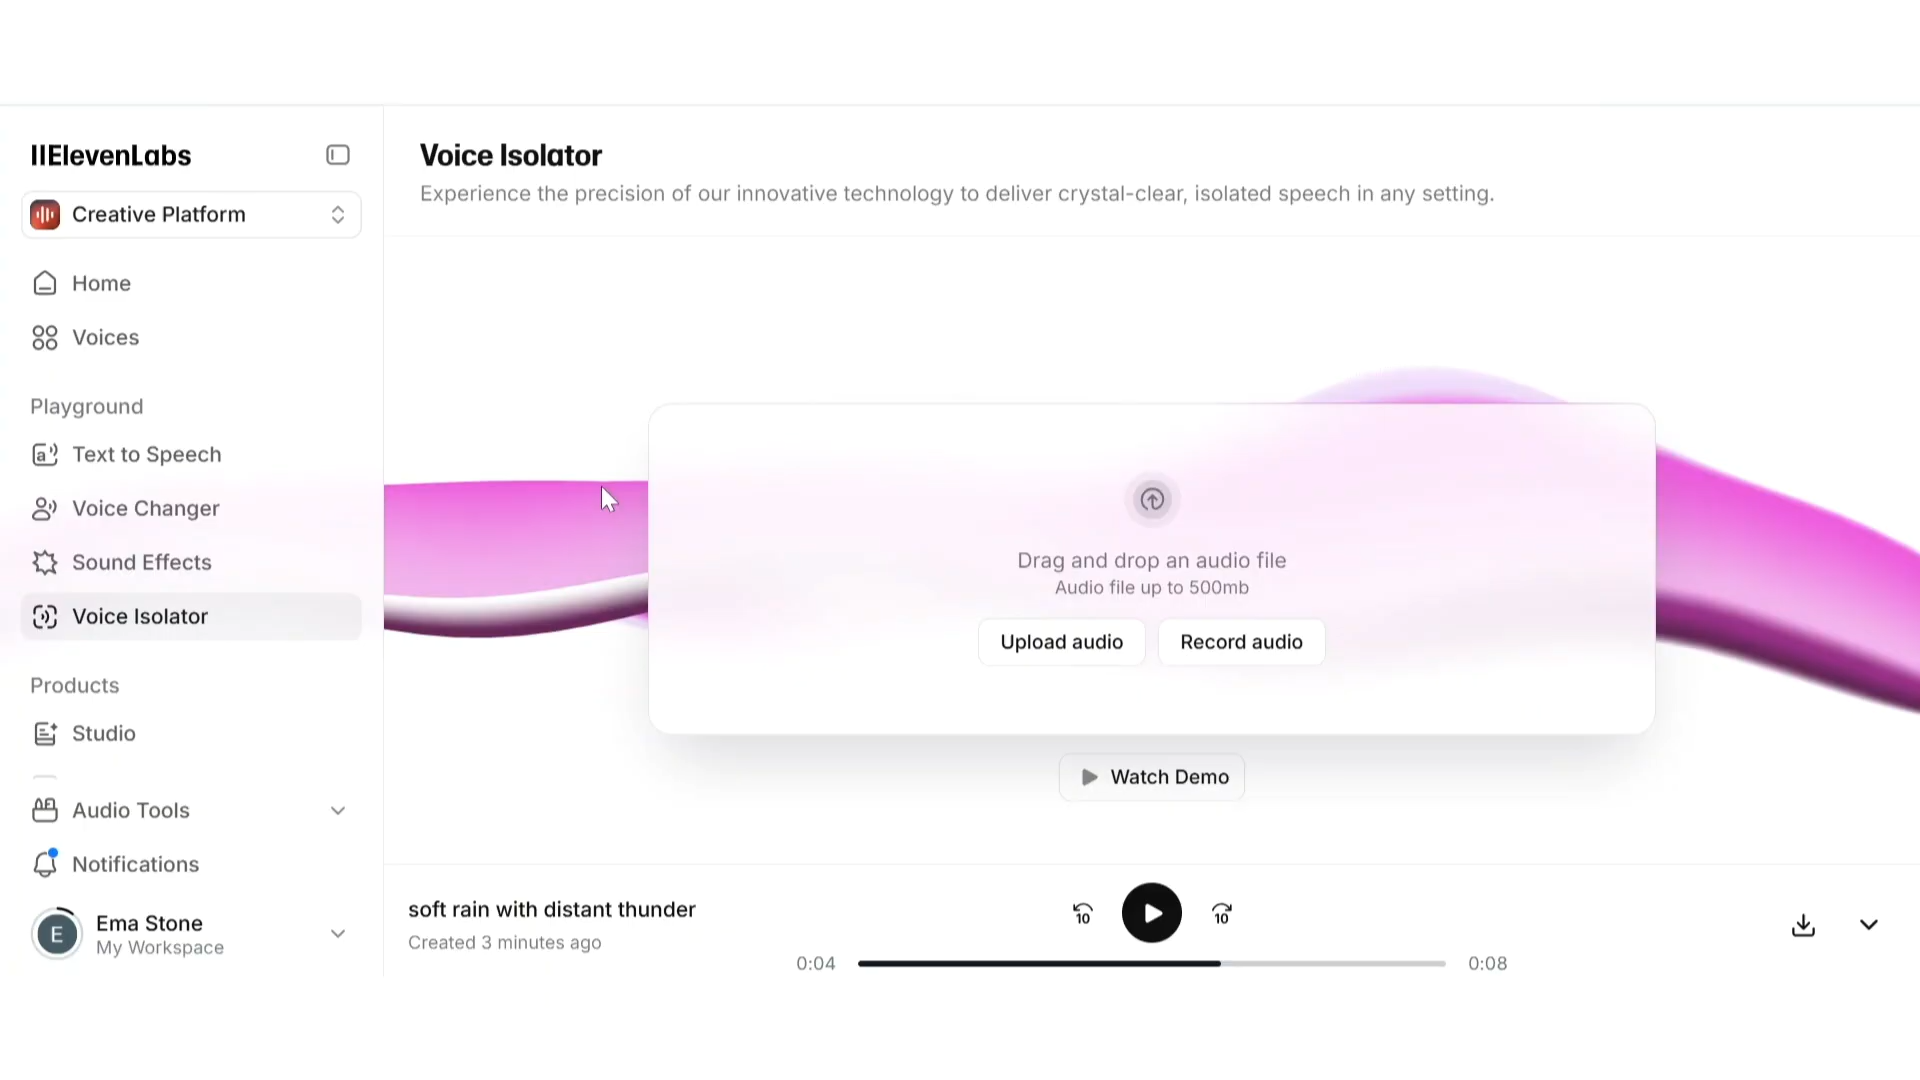 IIElevenLabs
Creative Platform
Home
Voices
Playground
Text to Speech
Voice Changer
Sound Effects
Voice Isolator
Products
Studio
Audio Tools
Notifications
E
Ema Stone
My Workspace
Voice Isolator
Experience the precision of our innovative technology to deliver crystal-clear, isolated speech in any setting.
Drag and drop an audio file
Audio file up to 500mb
Upload audio
Record audio
Watch Demo
soft rain with distant thunder
Created 3 minutes ago
10
10
0:04
0:08